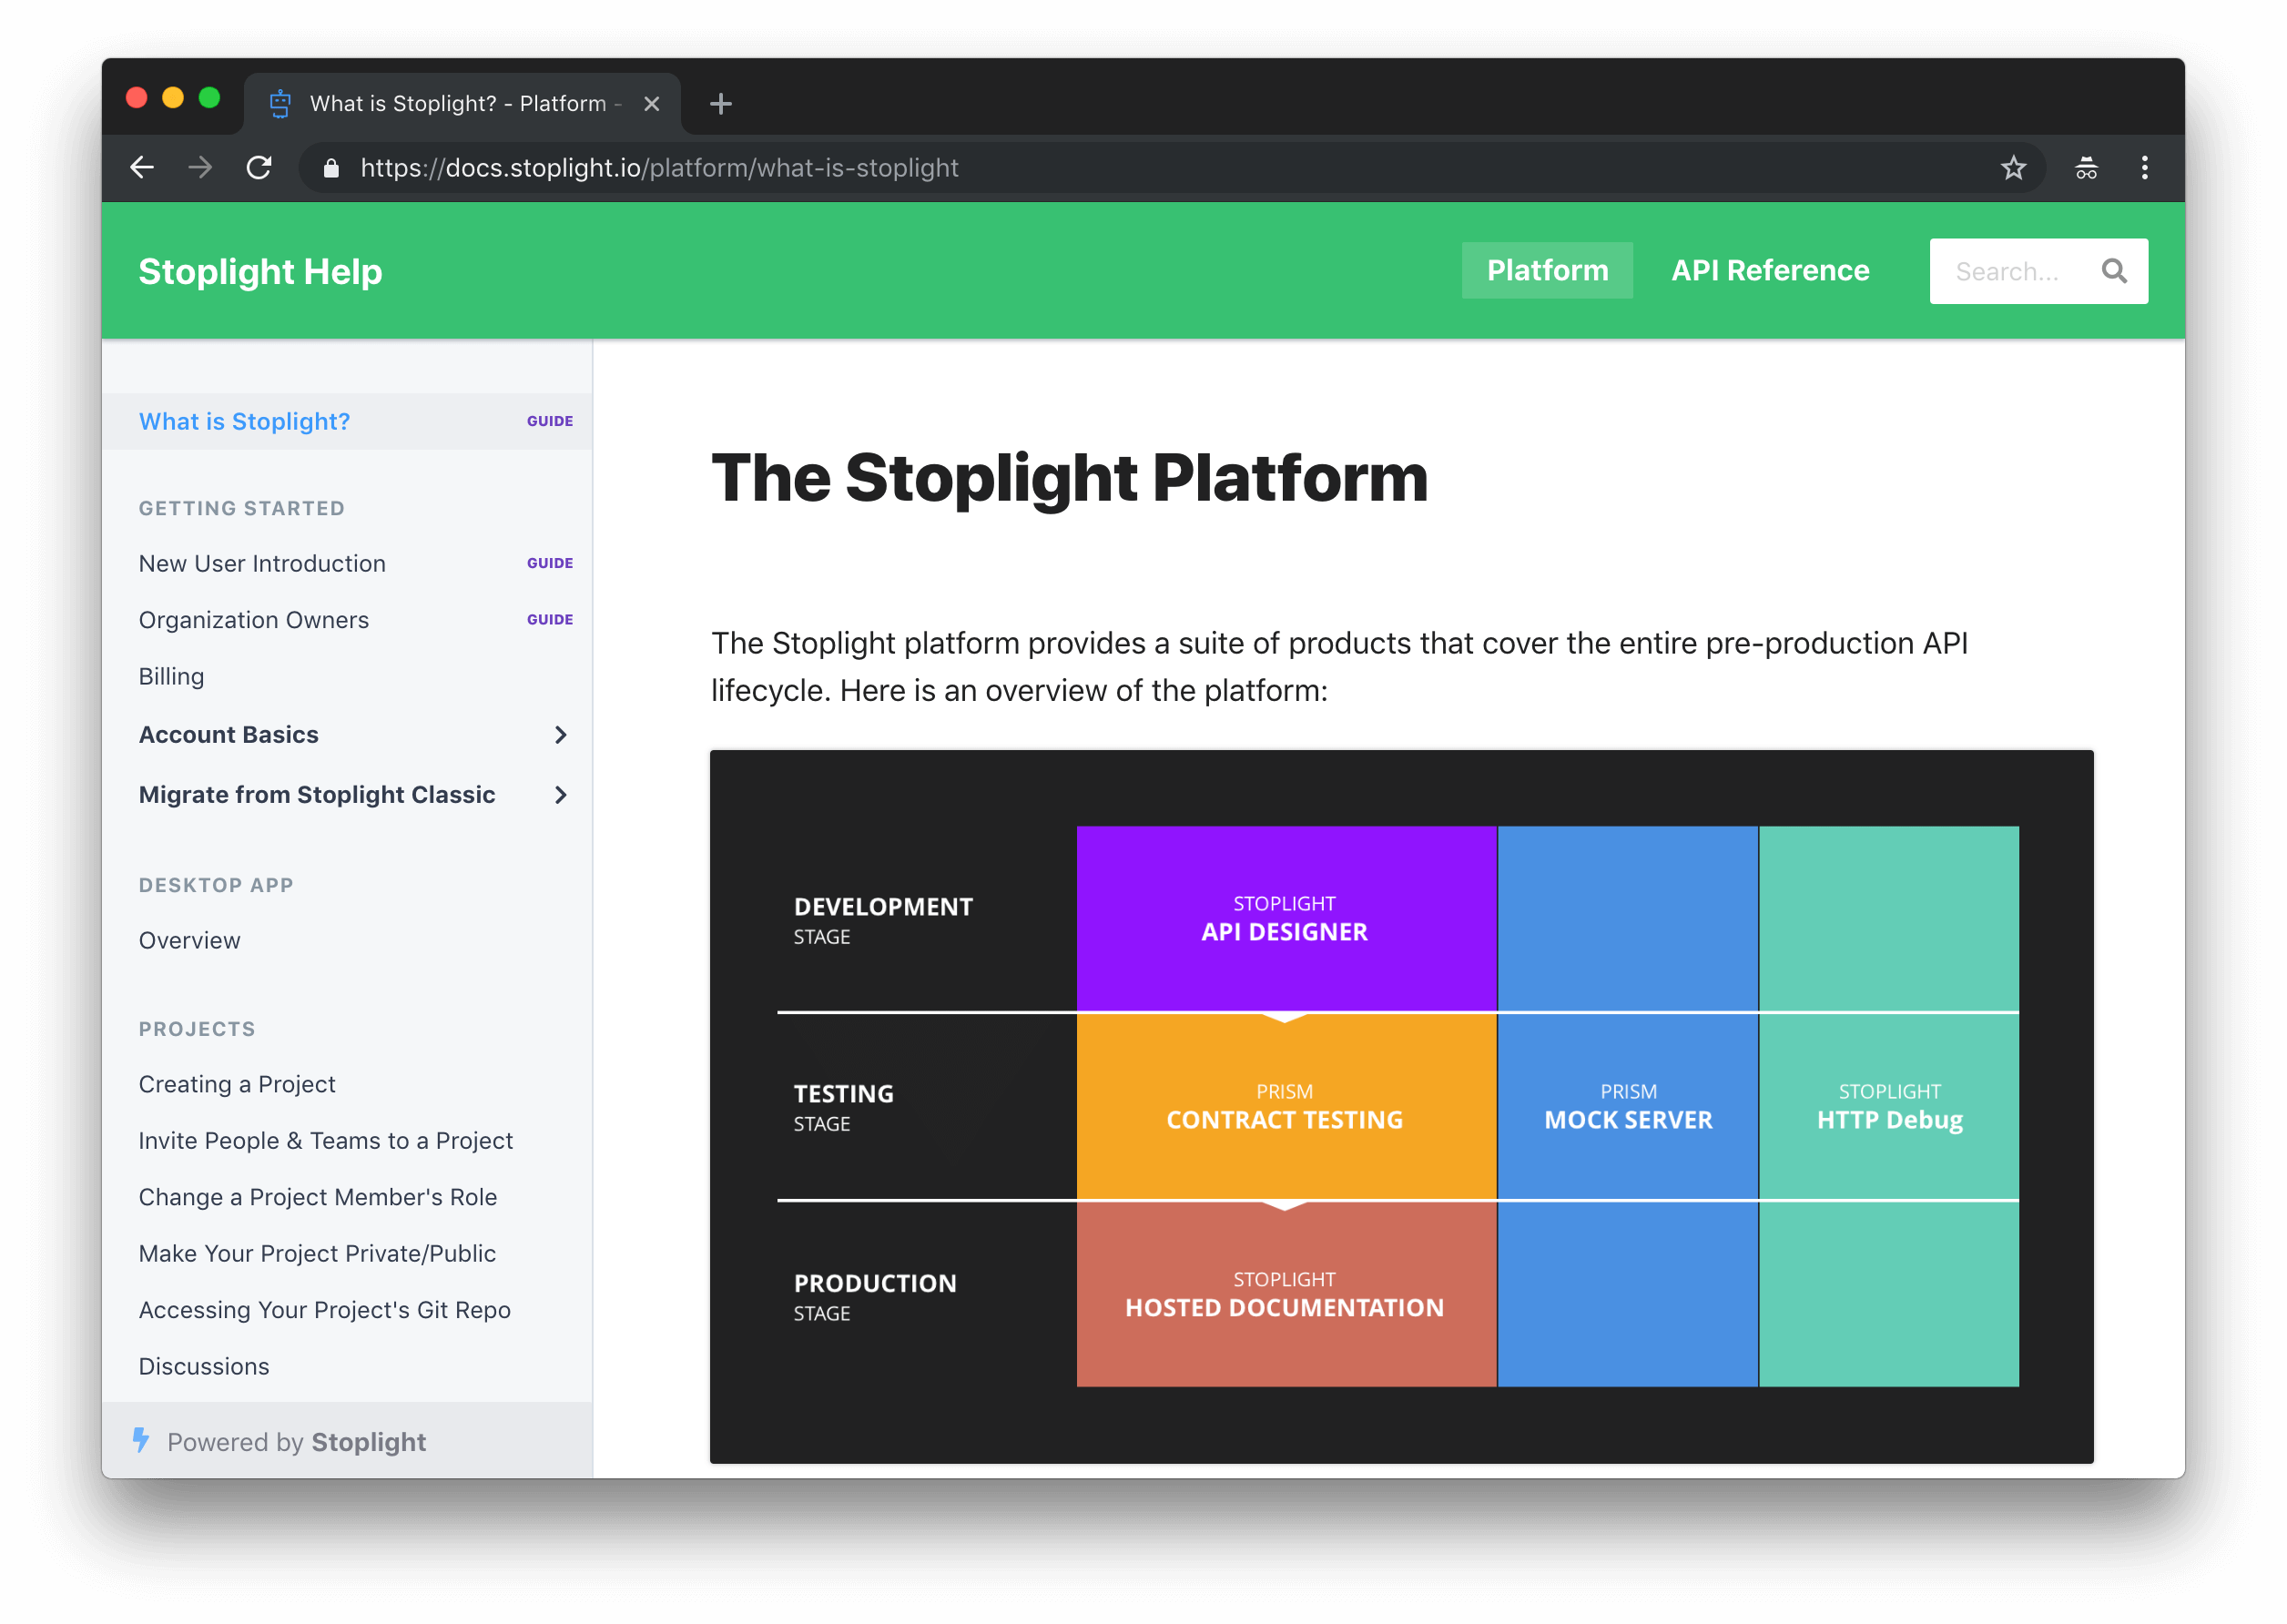 What is Stoplight? - Platform -
https://docs.stoplight.io/platform/what-is-stoplight
Stoplight Help
Platform
API Reference
Search...
What is Stoplight? GUIDE
GETTING STARTED
New User Introduction GUIDE
Organization Owners GUIDE
Billing
Account Basics
Migrate from Stoplight Classic
DESKTOP APP
Overview
PROJECTS
Creating a Project
Invite People & Teams to a Project
Change a Project Member's Role
Make Your Project Private/Public
Accessing Your Project's Git Repo
Discussions
Powered by Stoplight
The Stoplight Platform
The Stoplight platform provides a suite of products that cover the entire pre-production API
lifecycle. Here is an overview of the platform:
DEVELOPMENT
STAGE
STOPLIGHT
API DESIGNER
TESTING
STAGE
PRISM
CONTRACT TESTING
PRISM
MOCK SERVER
STOPLIGHT
HTTP Debug
PRODUCTION
STAGE
STOPLIGHT
HOSTED DOCUMENTATION